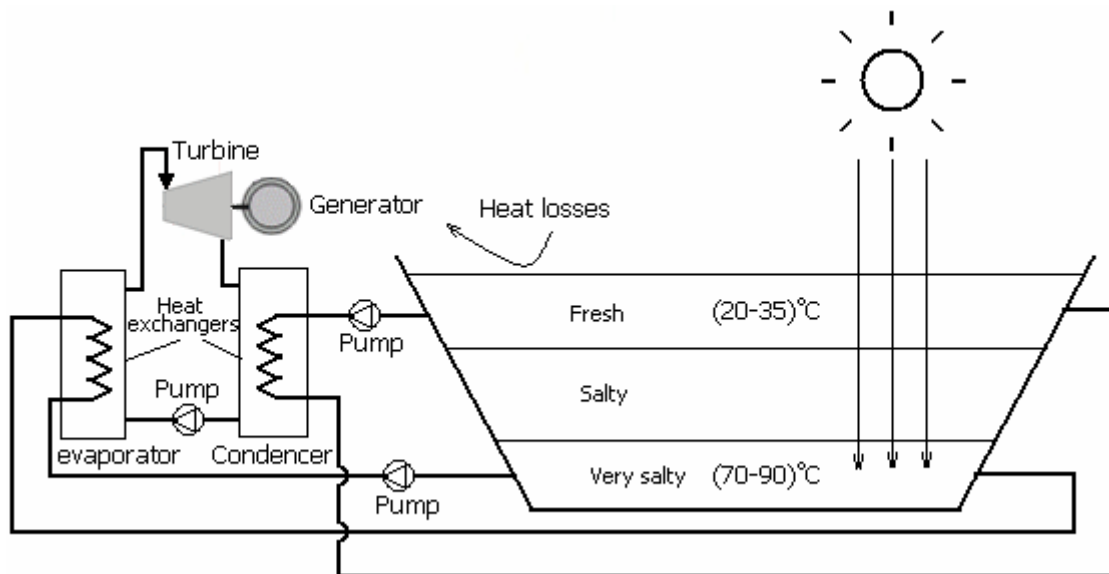 Turbine
Generator
Heat losses
Heat
exchangers
Pump
Fresh (20-35)°C
Pump
Salty
evaporator
Condencer
Very salty (70-90)°C
Pump